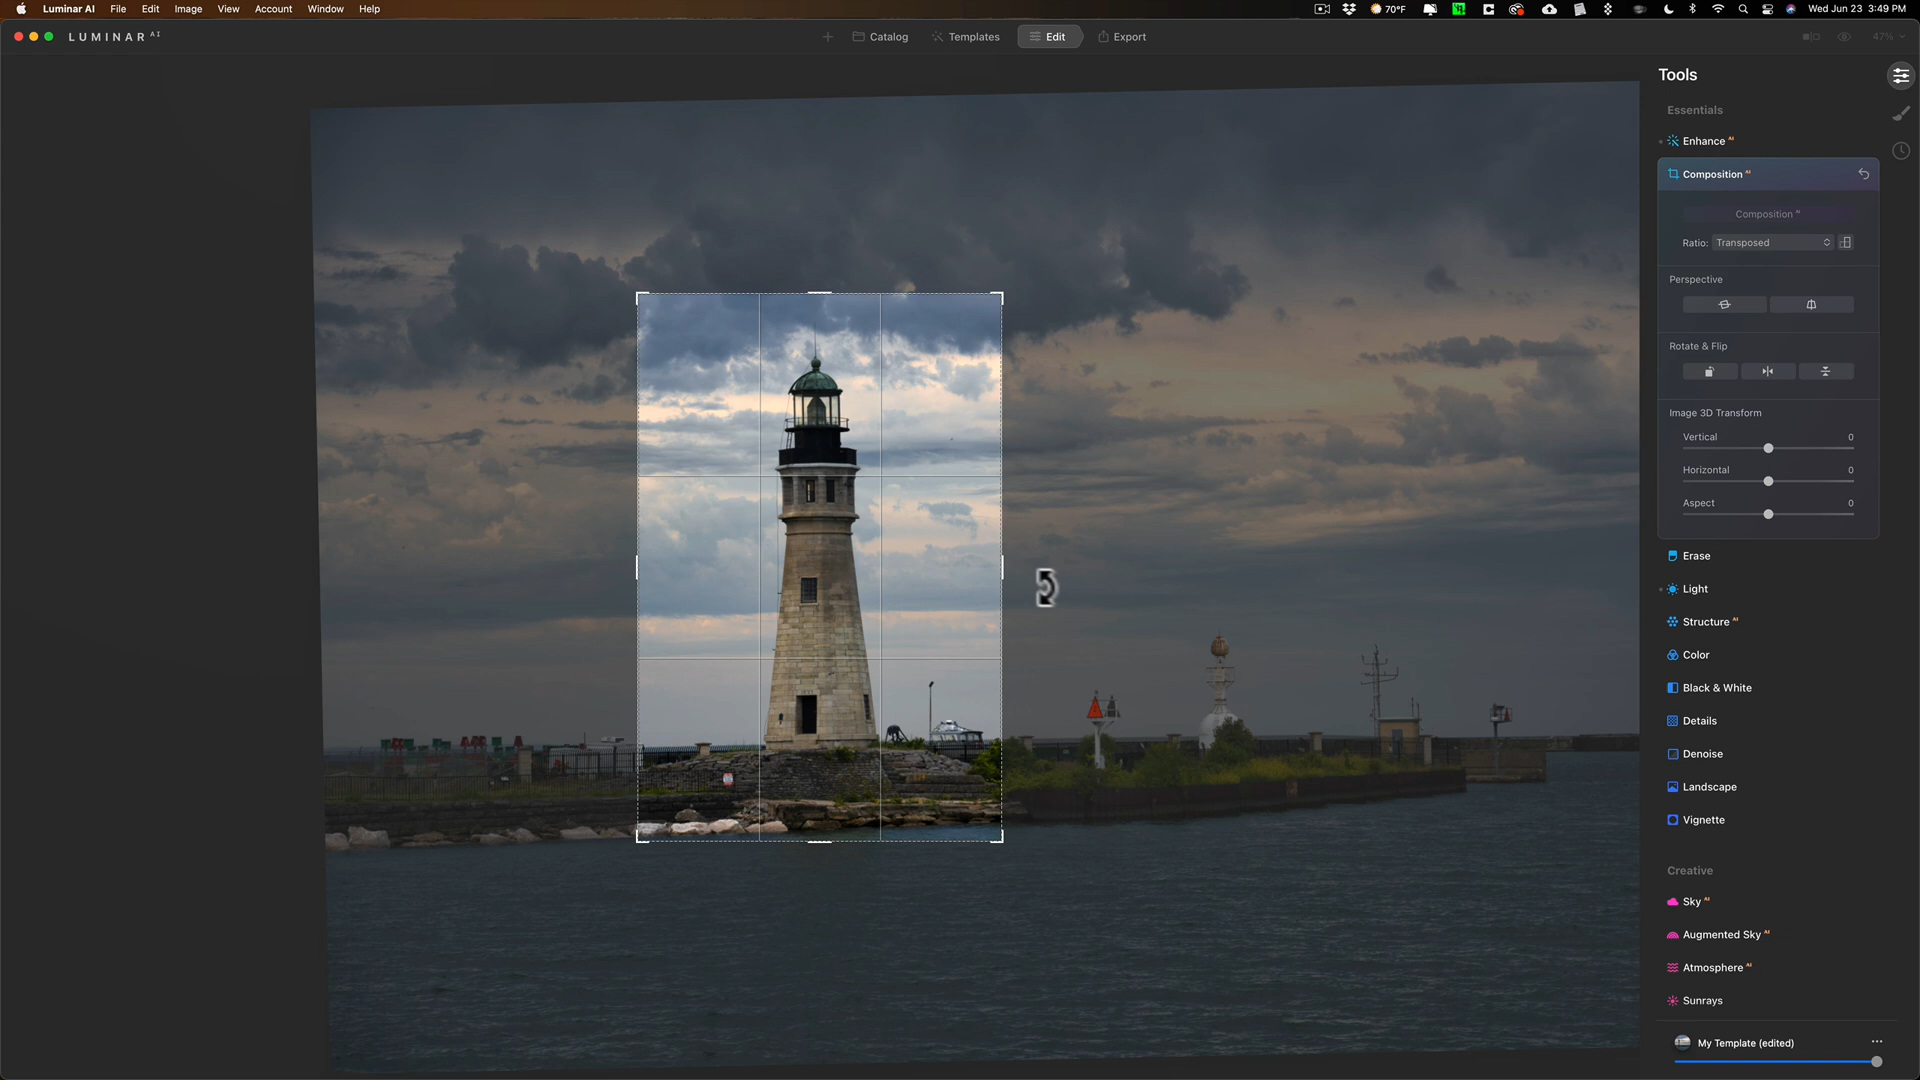 Luminar AI File Edit Image View Account Window Help 70°F Wed Jun 23 3:49 PM
LUMINAR AI Catalog Templates Edit Export 47%
Tools
Essentials
Enhance AI
Composition AI
Composition AI
Ratio: Transposed
Perspective
Rotate & Flip
Image 3D Transform
Vertical 0
Horizontal 0
Aspect 0
Erase
Light
Structure AI
Color
Black & White
Details
Denoise
Landscape
Vignette
Creative
Sky AI
Augmented Sky AI
Atmosphere AI
Sunrays
My Template (edited)